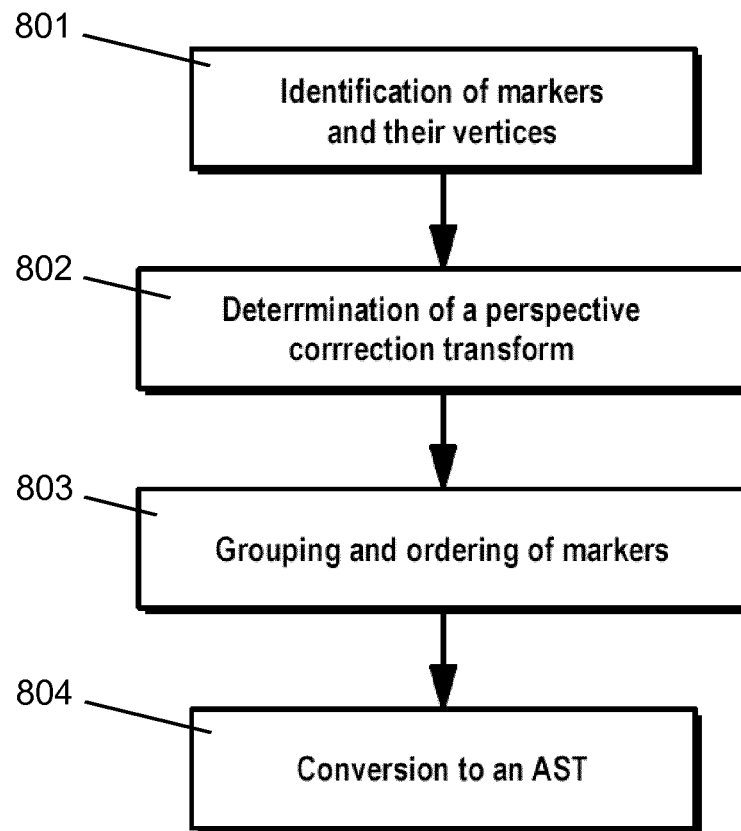 801
Identification of markers
and their vertices
802
Deterrmination of a perspective
corrrection transform
803
Grouping and ordering of markers
804
Conversion to an AST